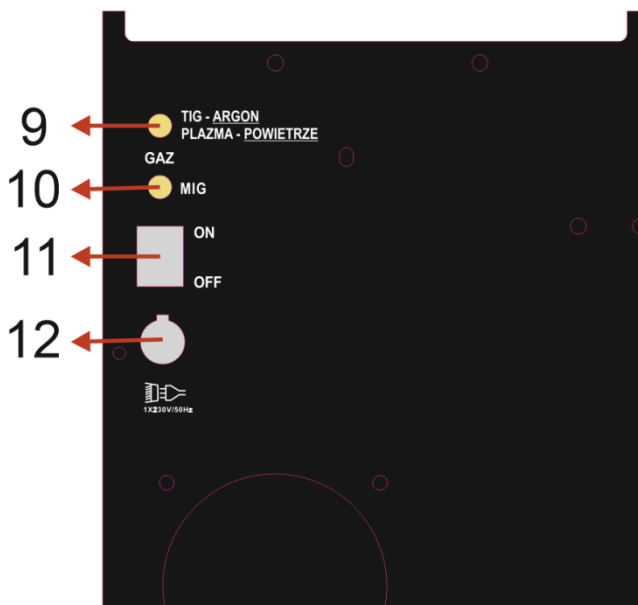 9
TIG - ARGON
PLAZMA - POWIETRZE
GAZ
10
MIG
ON
11
OFF
12
1X230V/50Hz